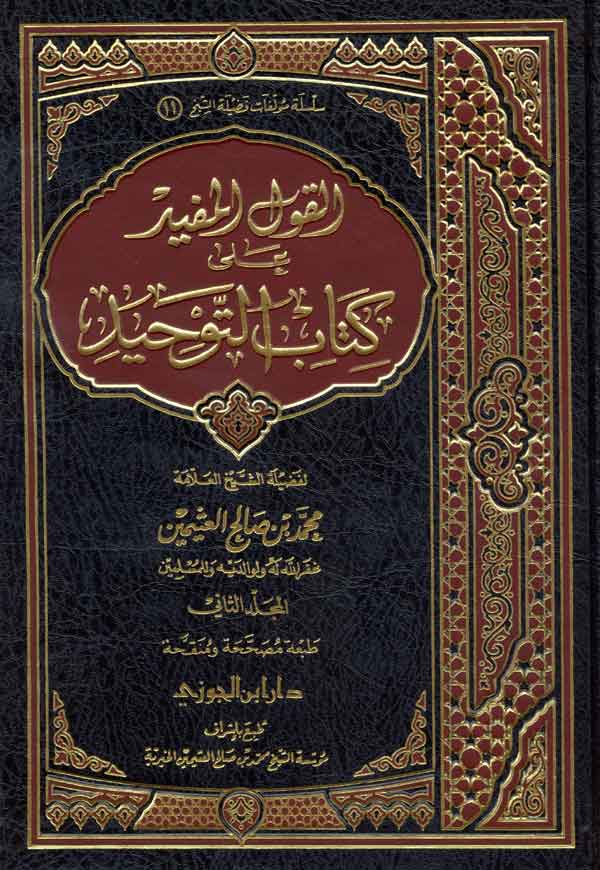 سلسلة مؤلفات فضيلة الشيخ (١١)
القول المفيد
على
كتاب التوحيد
لفضيلة الشيخ العلامة
محمد بن صالح العثيمين
غفر الله له ولوالديه وللمسلمين
المجلد الثاني
طبعة مصححة ومنقحة
دار ابن الجوزي
طبع بإشراف
مؤسسة الشيخ محمد بن صالح العثيمين الخيرية